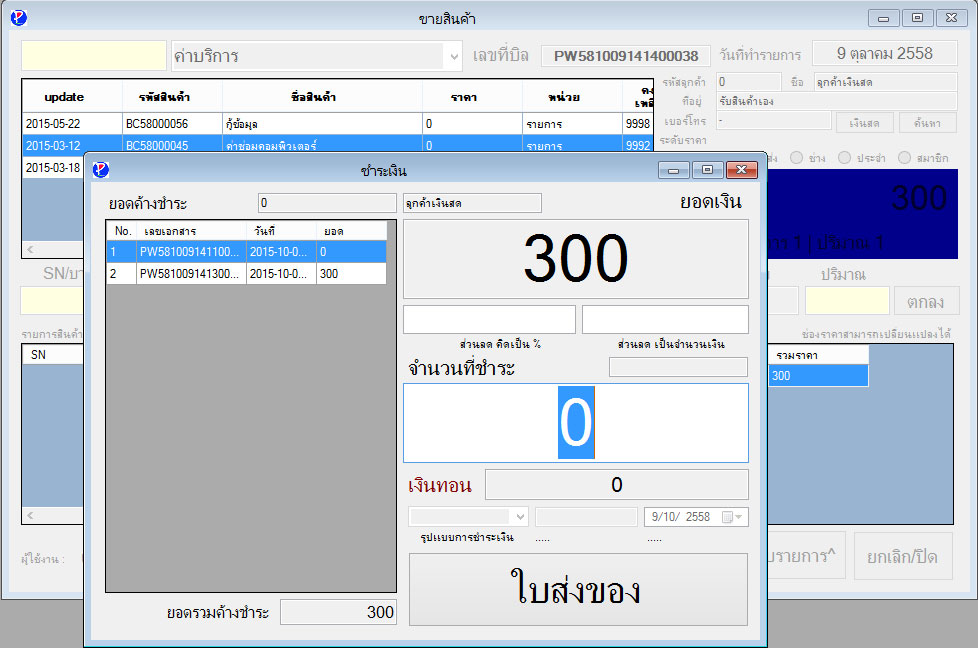 ขายสินค้า
ค่าบริการ เลขที่บิล PW581009141400038 วันที่ทำรายการ 9 ตุลาคม 2558
รหัสลูกค้า 0 ชื่อ ลูกค้าเงินสด
update รหัสสินค้า ชื่อสินค้า ราคา หน่วย
ที่อยู่ รับสินค้าเอง
2015-05-22 BC58000056 กู้ข้อมูล 0 รายการ 9998
เบอร์โทร - เงินสด ค้นหา
2015-03-12 BC58000045 ค่าซ่อมคอมพิวเตอร์ 0 รายการ 9992
ระดับราคา
ช่าง ประจำ สมาชิก
2015-03-18
ชำระเงิน
ยอดค้างชำระ 0 ลูกค้าเงินสด ยอดเงิน
300
No. เลขเอกสาร วันที่ ยอด
1 PW581009141100... 2015-10-0... 0
2 PW581009141300... 2015-10-0... 300
300
1 | ปริมาณ 1
SN/บา
ปริมาณ
ตกลง
ส่วนลด คิดเป็น % ส่วนลด เป็นจำนวนเงิน
รายการสินค้า
ช่องราคาสามารถเปลี่ยนแปลงได้
SN
รวมราคา
300
จำนวนที่ชำระ
0
เงินทอน 0
9/10/ 2558
รูปแบบการชำระเงิน ..... .....
ผู้ใช้งาน :
บรายการ^ ยกเลิก/ปิด
ใบส่งของ
ยอดรวมค้างชำระ 300